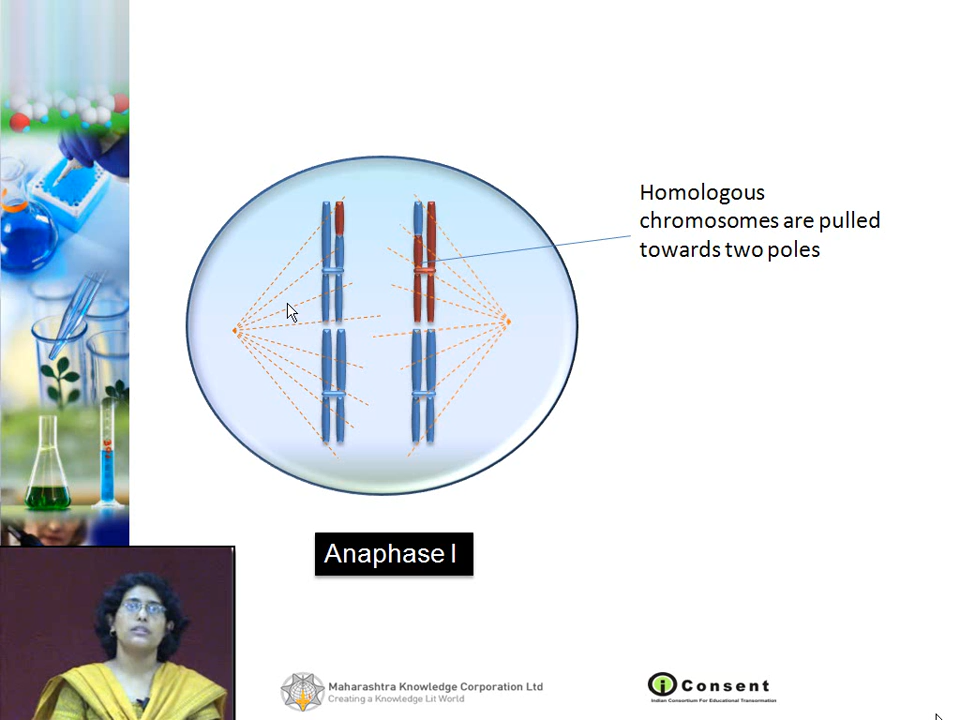 Homologous
chromosomes are pulled
towards two poles
Anaphase I
Maharashtra Knowledge Corporation Ltd
Creating a Knowledge Lit World
i Consent
Indian Consortium For Educational Transformation